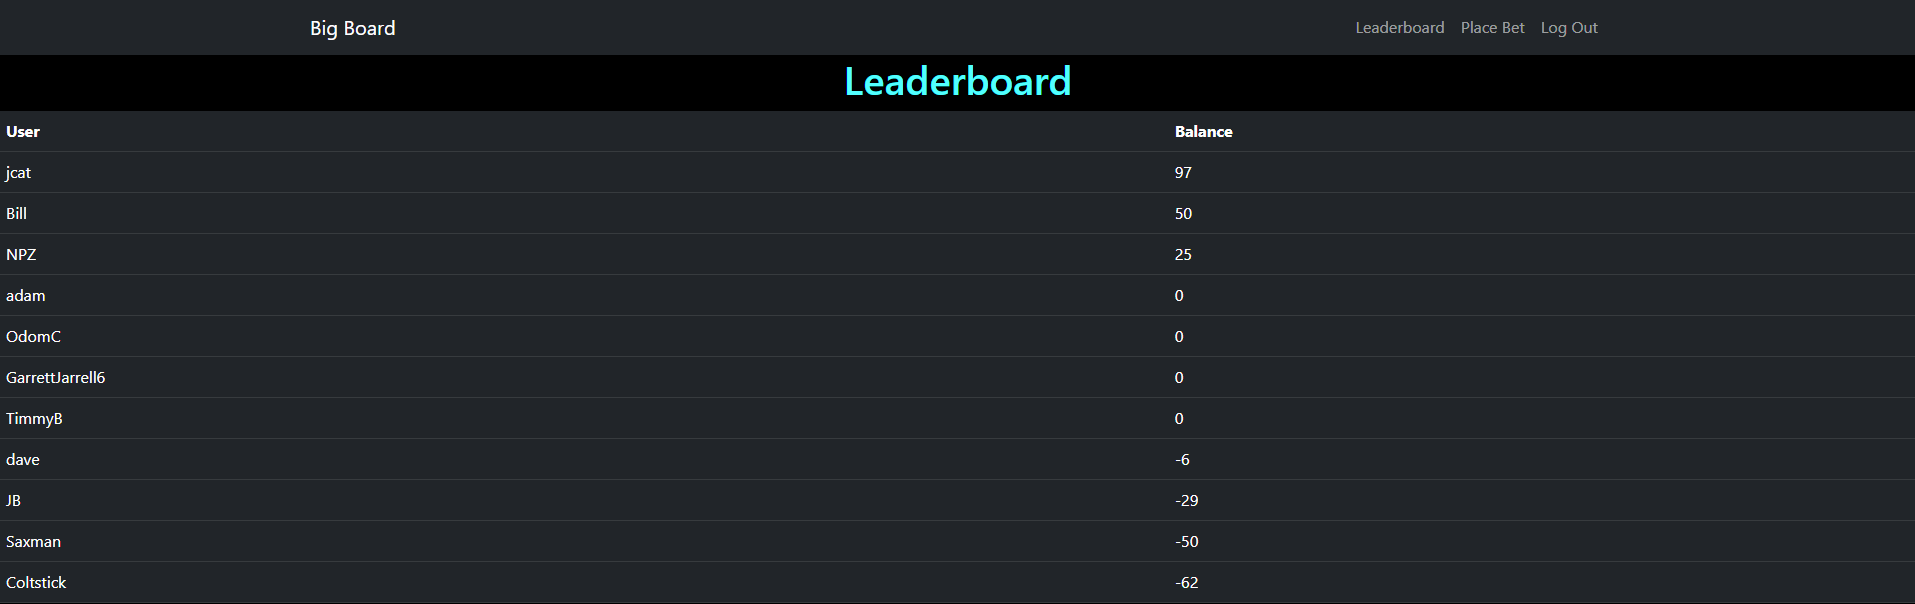 Big Board Leaderboard Place Bet Log Out
Leaderboard
User Balance
jcat 97
Bill 50
NPZ 25
adam 0
OdomC 0
GarrettJarrell6 0
TimmyB 0
dave -6
JB -29
Saxman -50
Coltstick -62